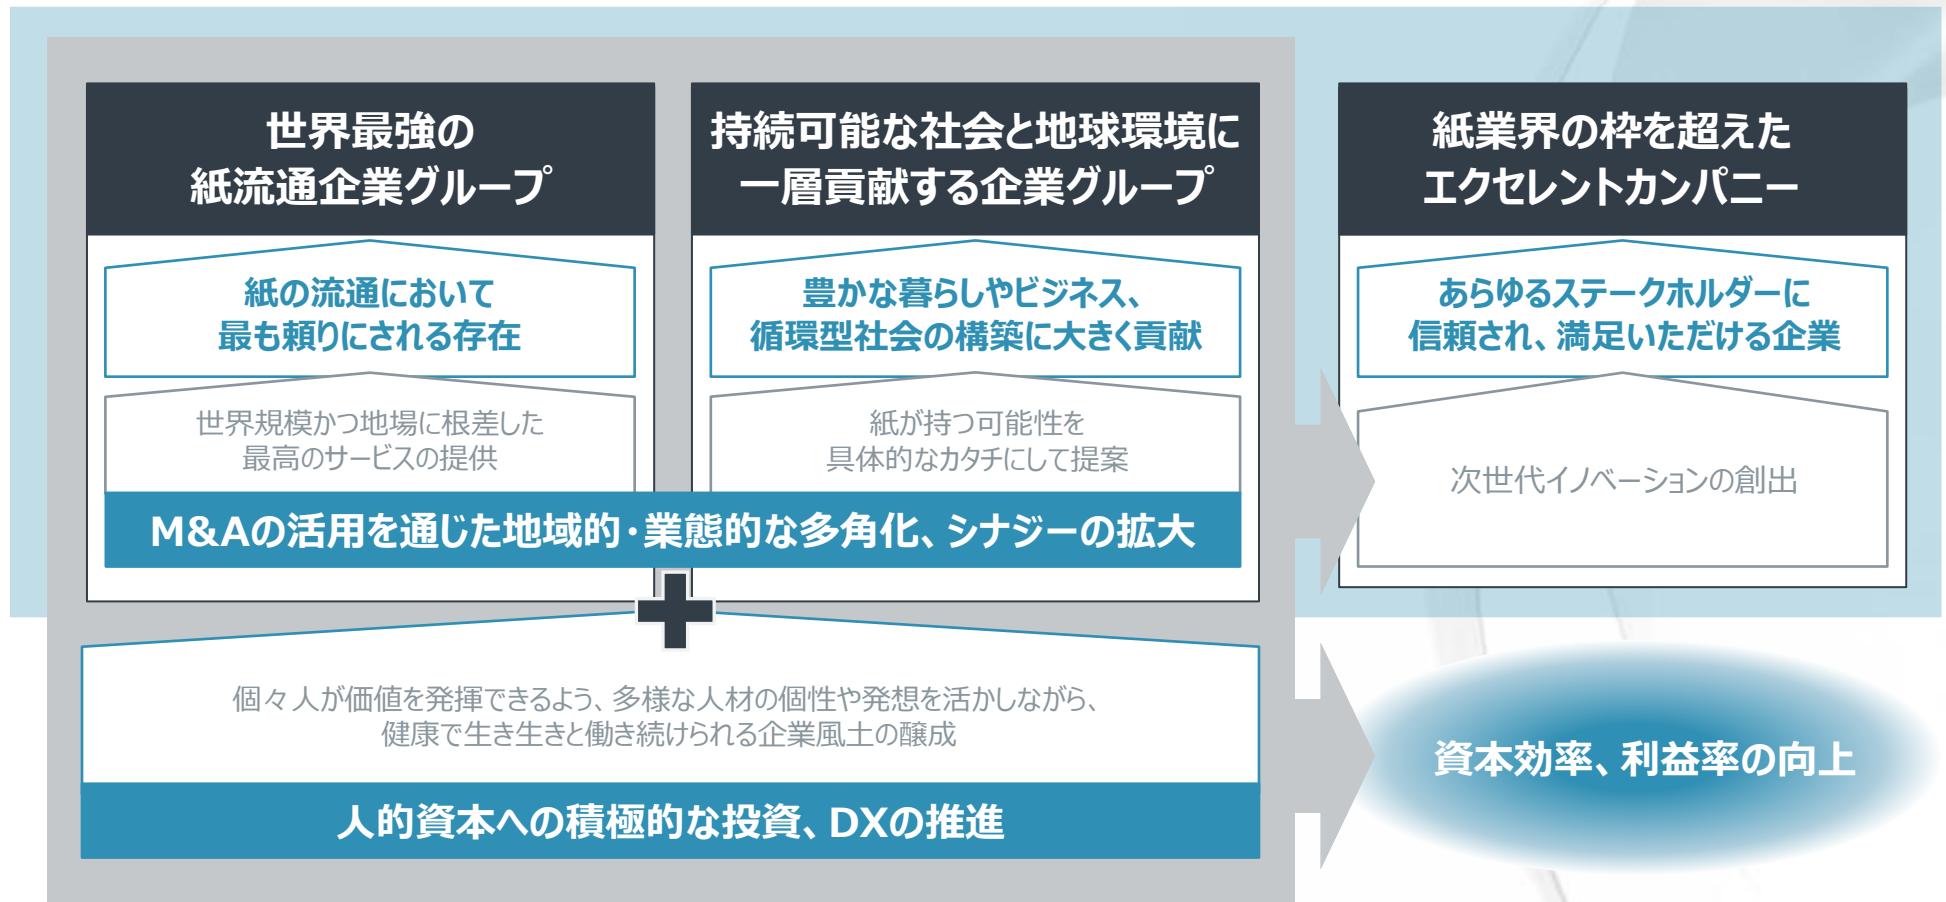 世界最強の
紙流通企業グループ
紙の流通において
最も頼りにされる存在
世界規模かつ地場に根差した
最高のサービスの提供
持続可能な社会と地球環境に
一層貢献する企業グループ
豊かな暮らしやビジネス、
循環型社会の構築に大きく貢献
紙が持つ可能性を
具体的なカタチにして提案
M&Aの活用を通じた地域的・業態的な多角化、シナジーの拡大
個々人が価値を発揮できるよう、多様な人材の個性や発想を活かしながら、
健康で生き生きと働き続けられる企業風土の醸成
人的資本への積極的な投資、DXの推進
紙業界の枠を超えた
エクセレントカンパニー
あらゆるステークホルダーに
信頼され、満足いただける企業
次世代イノベーションの創出
資本効率、利益率の向上